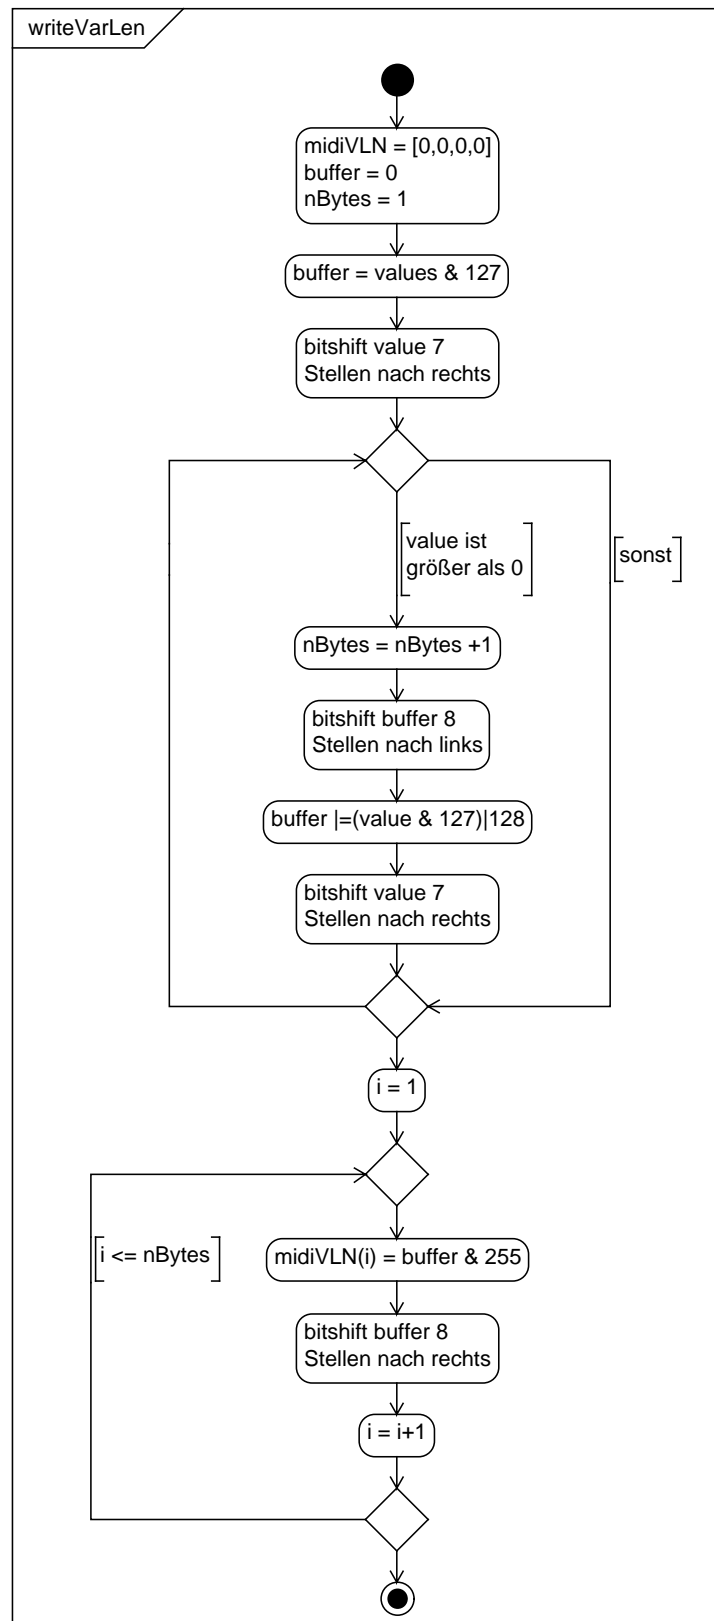 writeVarLen
midiVLN = [0,0,0,0]
buffer = 0
nBytes = 1
buffer = values & 127
bitshift value 7
Stellen nach rechts
value ist
größer als 0
sonst
nBytes = nBytes +1
bitshift buffer 8
Stellen nach links
buffer |=(value & 127)|128
bitshift value 7
Stellen nach rechts
i = 1
i <= nBytes
midiVLN(i) = buffer & 255
bitshift buffer 8
Stellen nach rechts
i = i+1